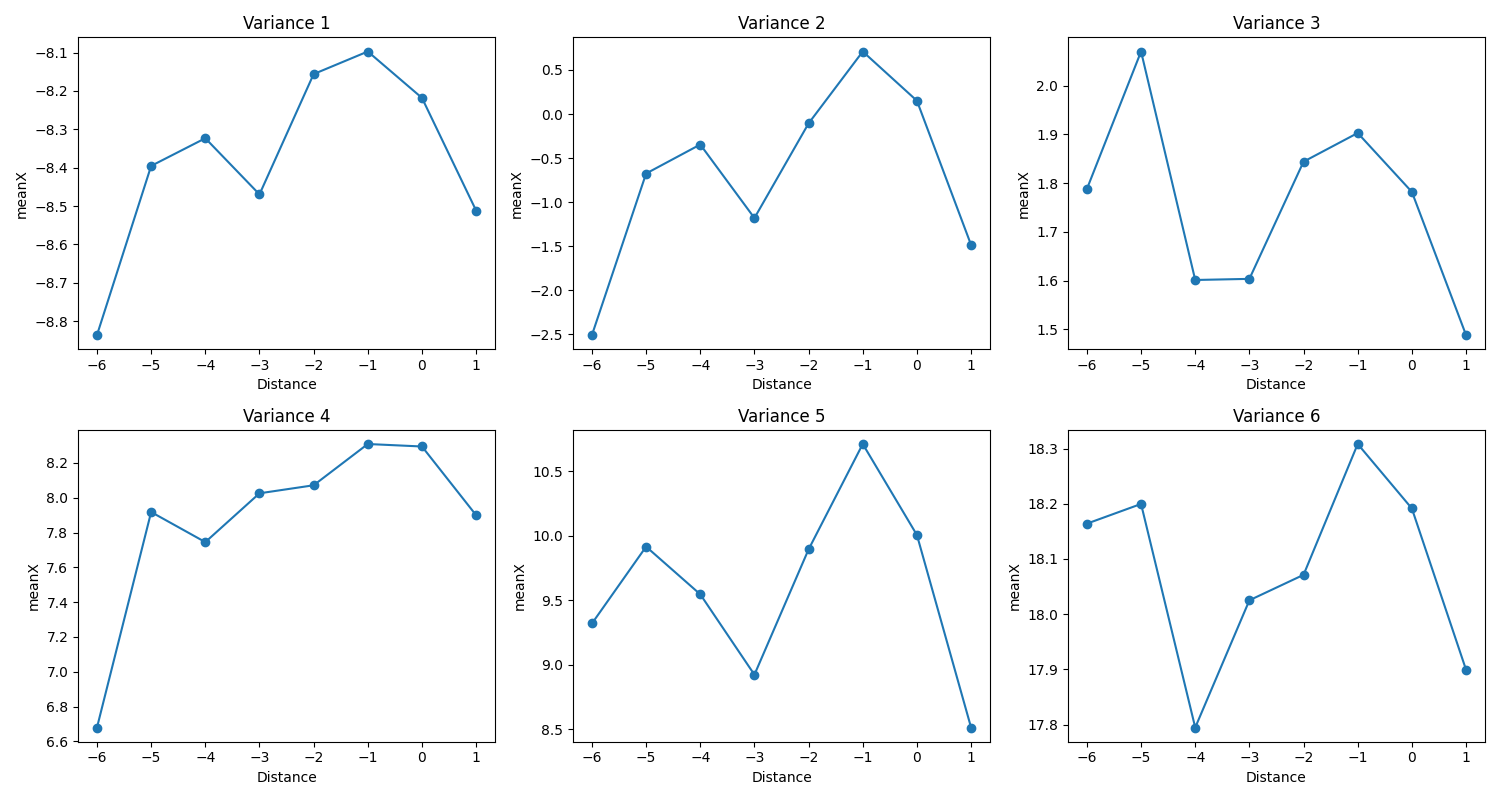 Variance 1
−8.1
−8.2
−8.3
−8.4
−8.5
−8.6
−8.7
−8.8
meanX
−6 −5 −4 −3 −2 −1 0 1
Distance
Variance 2
0.5
0.0
−0.5
−1.0
−1.5
−2.0
−2.5
meanX
−6 −5 −4 −3 −2 −1 0 1
Distance
Variance 3
2.0
1.9
1.8
1.7
1.6
1.5
meanX
−6 −5 −4 −3 −2 −1 0 1
Distance
Variance 4
8.2
8.0
7.8
7.6
7.4
7.2
7.0
6.8
6.6
meanX
−6 −5 −4 −3 −2 −1 0 1
Distance
Variance 5
10.5
10.0
9.5
9.0
8.5
meanX
−6 −5 −4 −3 −2 −1 0 1
Distance
Variance 6
18.3
18.2
18.1
18.0
17.9
17.8
meanX
−6 −5 −4 −3 −2 −1 0 1
Distance